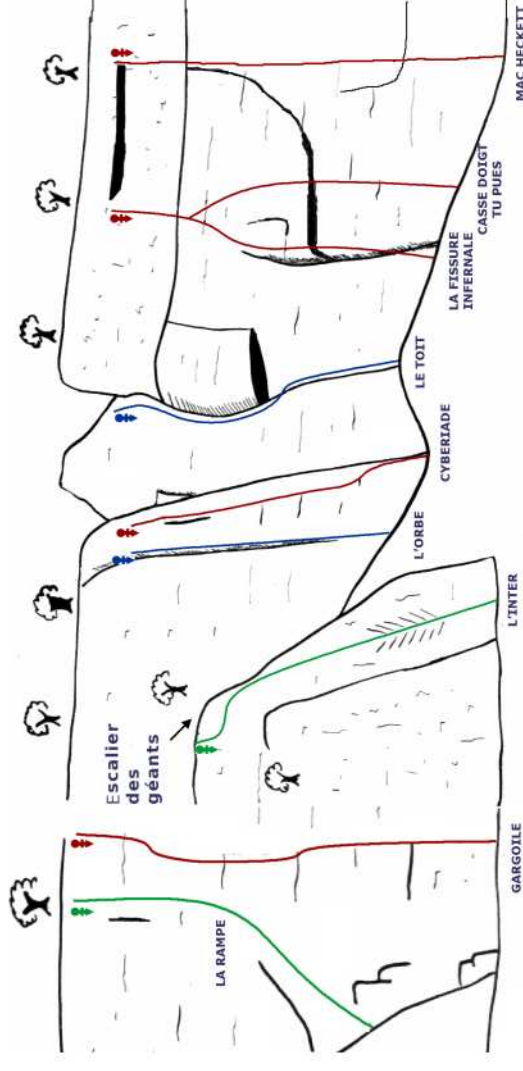 MAC HECKETT
CASSE DOIGT
TU PUES
LA FISSURE
INFERNALE
LE TOIT
CYBERIADE
L'ORBE
L'INTER
Escalier
des
géants
GARGOILE
LA RAMPE